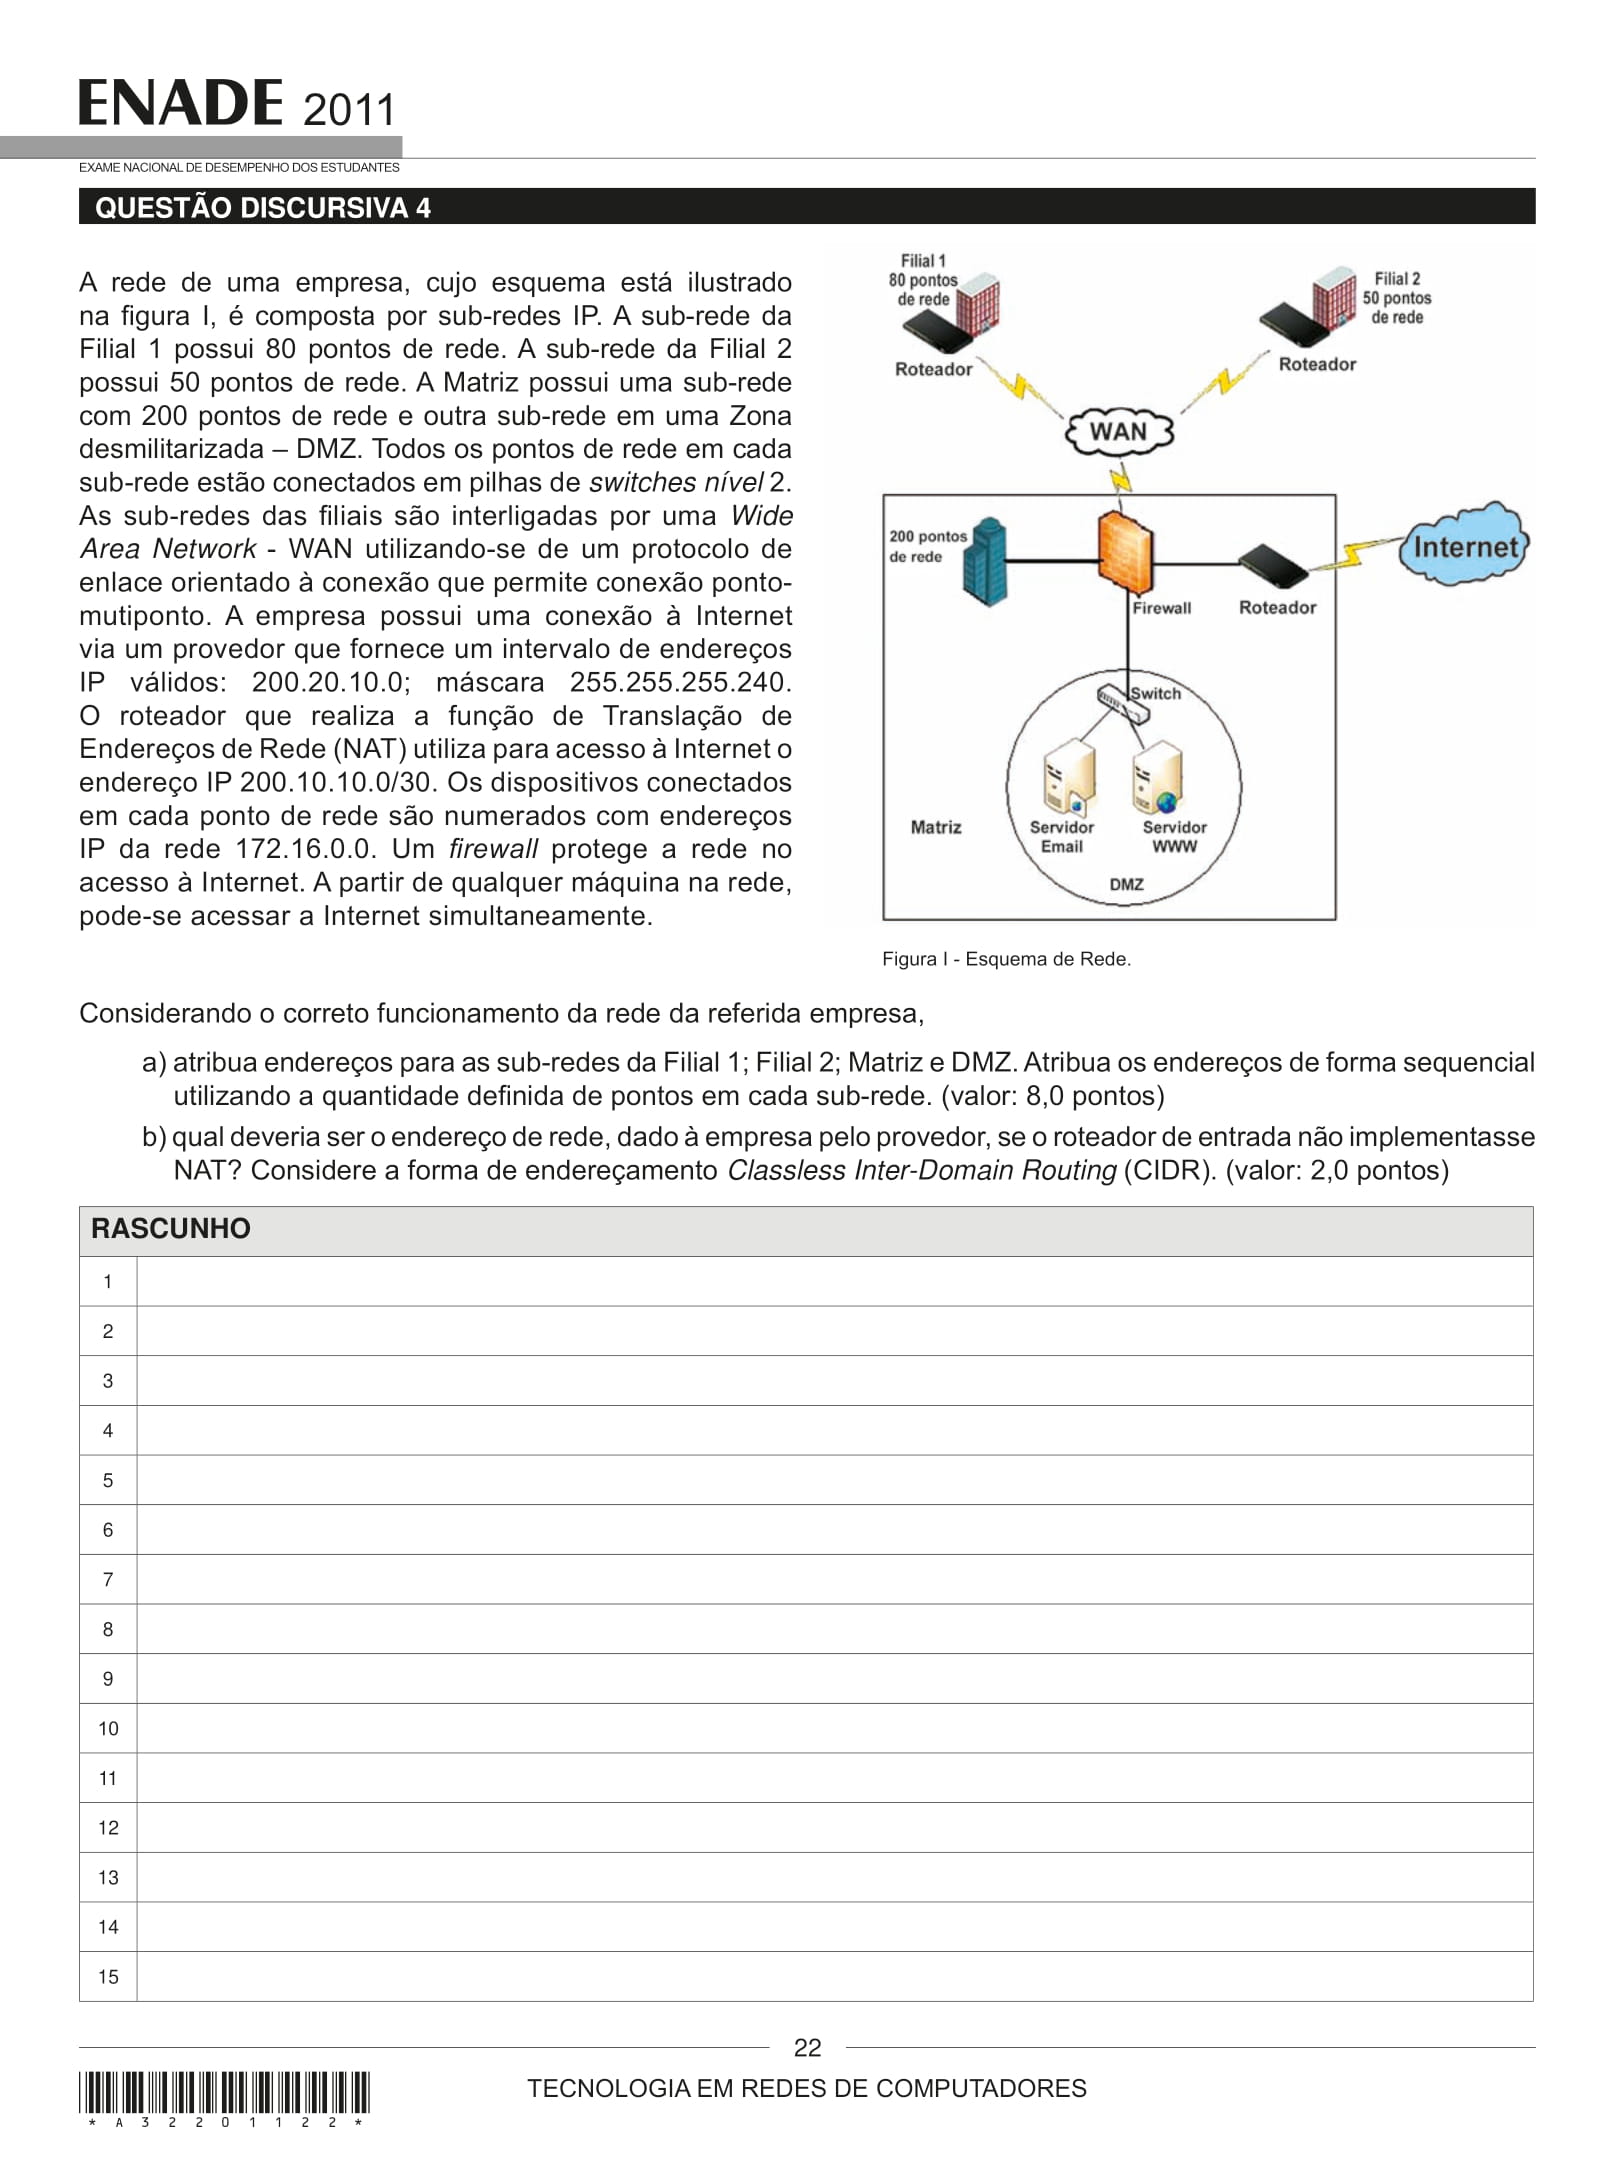 ENADE 2011
EXAME NACIONAL DE DESEMPENHO DOS ESTUDANTES
QUESTÃO DISCURSIVA 4
A rede de uma empresa, cujo esquema está ilustrado
na figura I, é composta por sub-redes IP. A sub-rede da
Filial 1 possui 80 pontos de rede. A sub-rede da Filial 2
possui 50 pontos de rede. A Matriz possui uma sub-rede
com 200 pontos de rede e outra sub-rede em uma Zona
desmilitarizada – DMZ. Todos os pontos de rede em cada
sub-rede estão conectados em pilhas de switches nível 2.
As sub-redes das filiais são interligadas por uma Wide
Area Network - WAN utilizando-se de um protocolo de
enlace orientado à conexão que permite conexão ponto-
mutiponto. A empresa possui uma conexão à Internet
via um provedor que fornece um intervalo de endereços
IP válidos: 200.20.10.0; máscara 255.255.255.240.
O roteador que realiza a função de Translação de
Endereços de Rede (NAT) utiliza para acesso à Internet o
endereço IP 200.10.10.0/30. Os dispositivos conectados
em cada ponto de rede são numerados com endereços
IP da rede 172.16.0.0. Um firewall protege a rede no
acesso à Internet. A partir de qualquer máquina na rede,
pode-se acessar a Internet simultaneamente.
Filial 1
80 pontos
de rede
Roteador
Filial 2
50 pontos
de rede
Roteador
WAN
200 pontos
de rede
Firewall
Roteador
Internet
Switch
Matriz
Servidor
Email
Servidor
WWW
DMZ
Figura I - Esquema de Rede.
Considerando o correto funcionamento da rede da referida empresa,
a) atribua endereços para as sub-redes da Filial 1; Filial 2; Matriz e DMZ. Atribua os endereços de forma sequencial
utilizando a quantidade definida de pontos em cada sub-rede. (valor: 8,0 pontos)
b) qual deveria ser o endereço de rede, dado à empresa pelo provedor, se o roteador de entrada não implementasse
NAT? Considere a forma de endereçamento Classless Inter-Domain Routing (CIDR). (valor: 2,0 pontos)
RASCUNHO
1
2
3
4
5
6
7
8
9
10
11
12
13
14
15
22
TECNOLOGIA EM REDES DE COMPUTADORES
* A 3 2 2 0 1 1 2 2 *